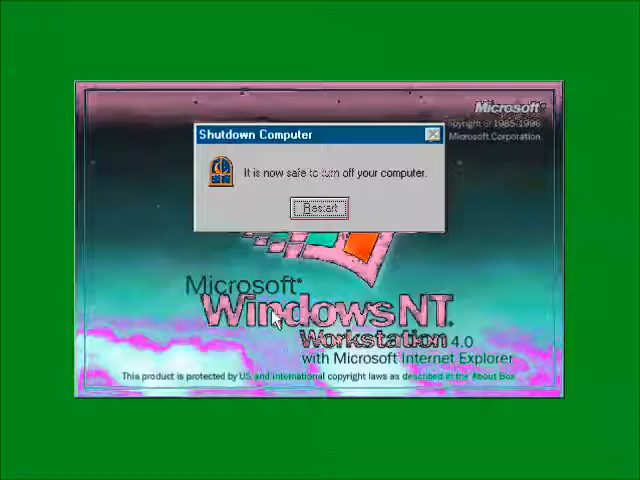 Microsoft®
Copyright © 1985-1996
Microsoft Corporation
Shutdown Computer
It is now safe to turn off your computer.
Restart
Microsoft®
Windows NT.
Workstation 4.0
with Microsoft Internet Explorer
This product is protected by US and international copyright laws as described in the About Box